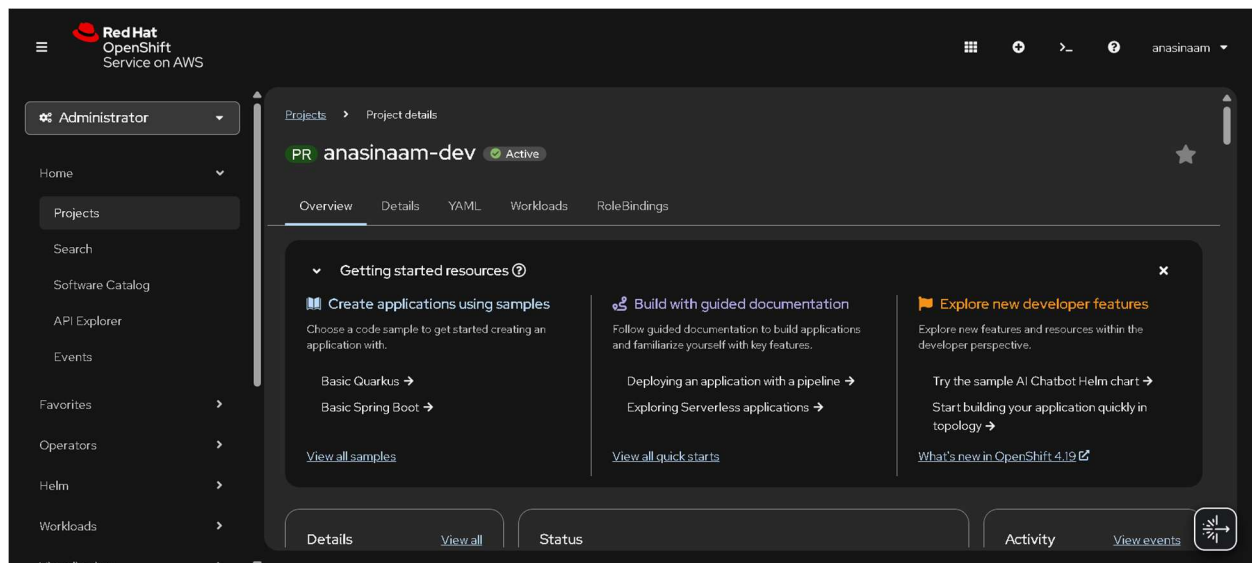 Red Hat
OpenShift
Service on AWS
>_
anasinaam
Administrator
Home
Projects
Search
Software Catalog
API Explorer
Events
Favorites
Operators
Helm
Workloads
Projects
Project details
PR anasinaam-dev Active
Overview Details YAML Workloads RoleBindings
Getting started resources
Create applications using samples
Choose a code sample to get started creating an
application with.
Basic Quarkus →
Basic Spring Boot →
View all samples
Build with guided documentation
Follow guided documentation to build applications
and familiarize yourself with key features.
Deploying an application with a pipeline →
Exploring Serverless applications →
View all quick starts
Explore new developer features
Explore new features and resources within the
developer perspective.
Try the sample AI Chatbot Helm chart →
Start building your application quickly in
topology →
What's new in OpenShift 4.19
Details View all
Status
Activity View events